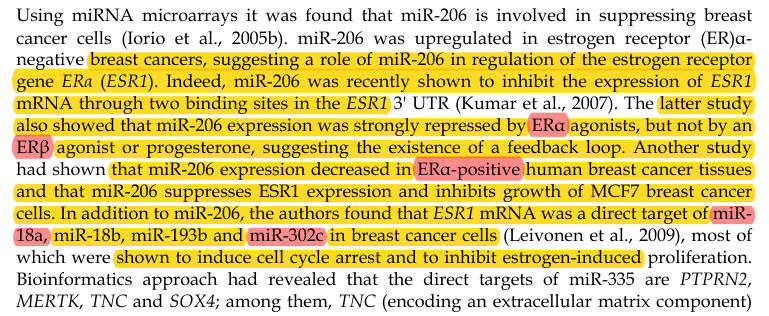 Using miRNA microarrays it was found that miR-206 is involved in suppressing breast
cancer cells (Iorio et al., 2005b). miR-206 was upregulated in estrogen receptor (ER)α-
negative breast cancers, suggesting a role of miR-206 in regulation of the estrogen receptor
gene ERα (ESR1). Indeed, miR-206 was recently shown to inhibit the expression of ESR1
mRNA through two binding sites in the ESR1 3' UTR (Kumar et al., 2007). The latter study
also showed that miR-206 expression was strongly repressed by ERα agonists, but not by an
ERβ agonist or progesterone, suggesting the existence of a feedback loop. Another study
had shown that miR-206 expression decreased in ERα-positive human breast cancer tissues
and that miR-206 suppresses ESR1 expression and inhibits growth of MCF7 breast cancer
cells. In addition to miR-206, the authors found that ESR1 mRNA was a direct target of miR-
18a, miR-18b, miR-193b and miR-302c in breast cancer cells (Leivonen et al., 2009), most of
which were shown to induce cell cycle arrest and to inhibit estrogen-induced proliferation.
Bioinformatics approach had revealed that the direct targets of miR-335 are PTPRN2,
MERTK, TNC and SOX4; among them, TNC (encoding an extracellular matrix component)